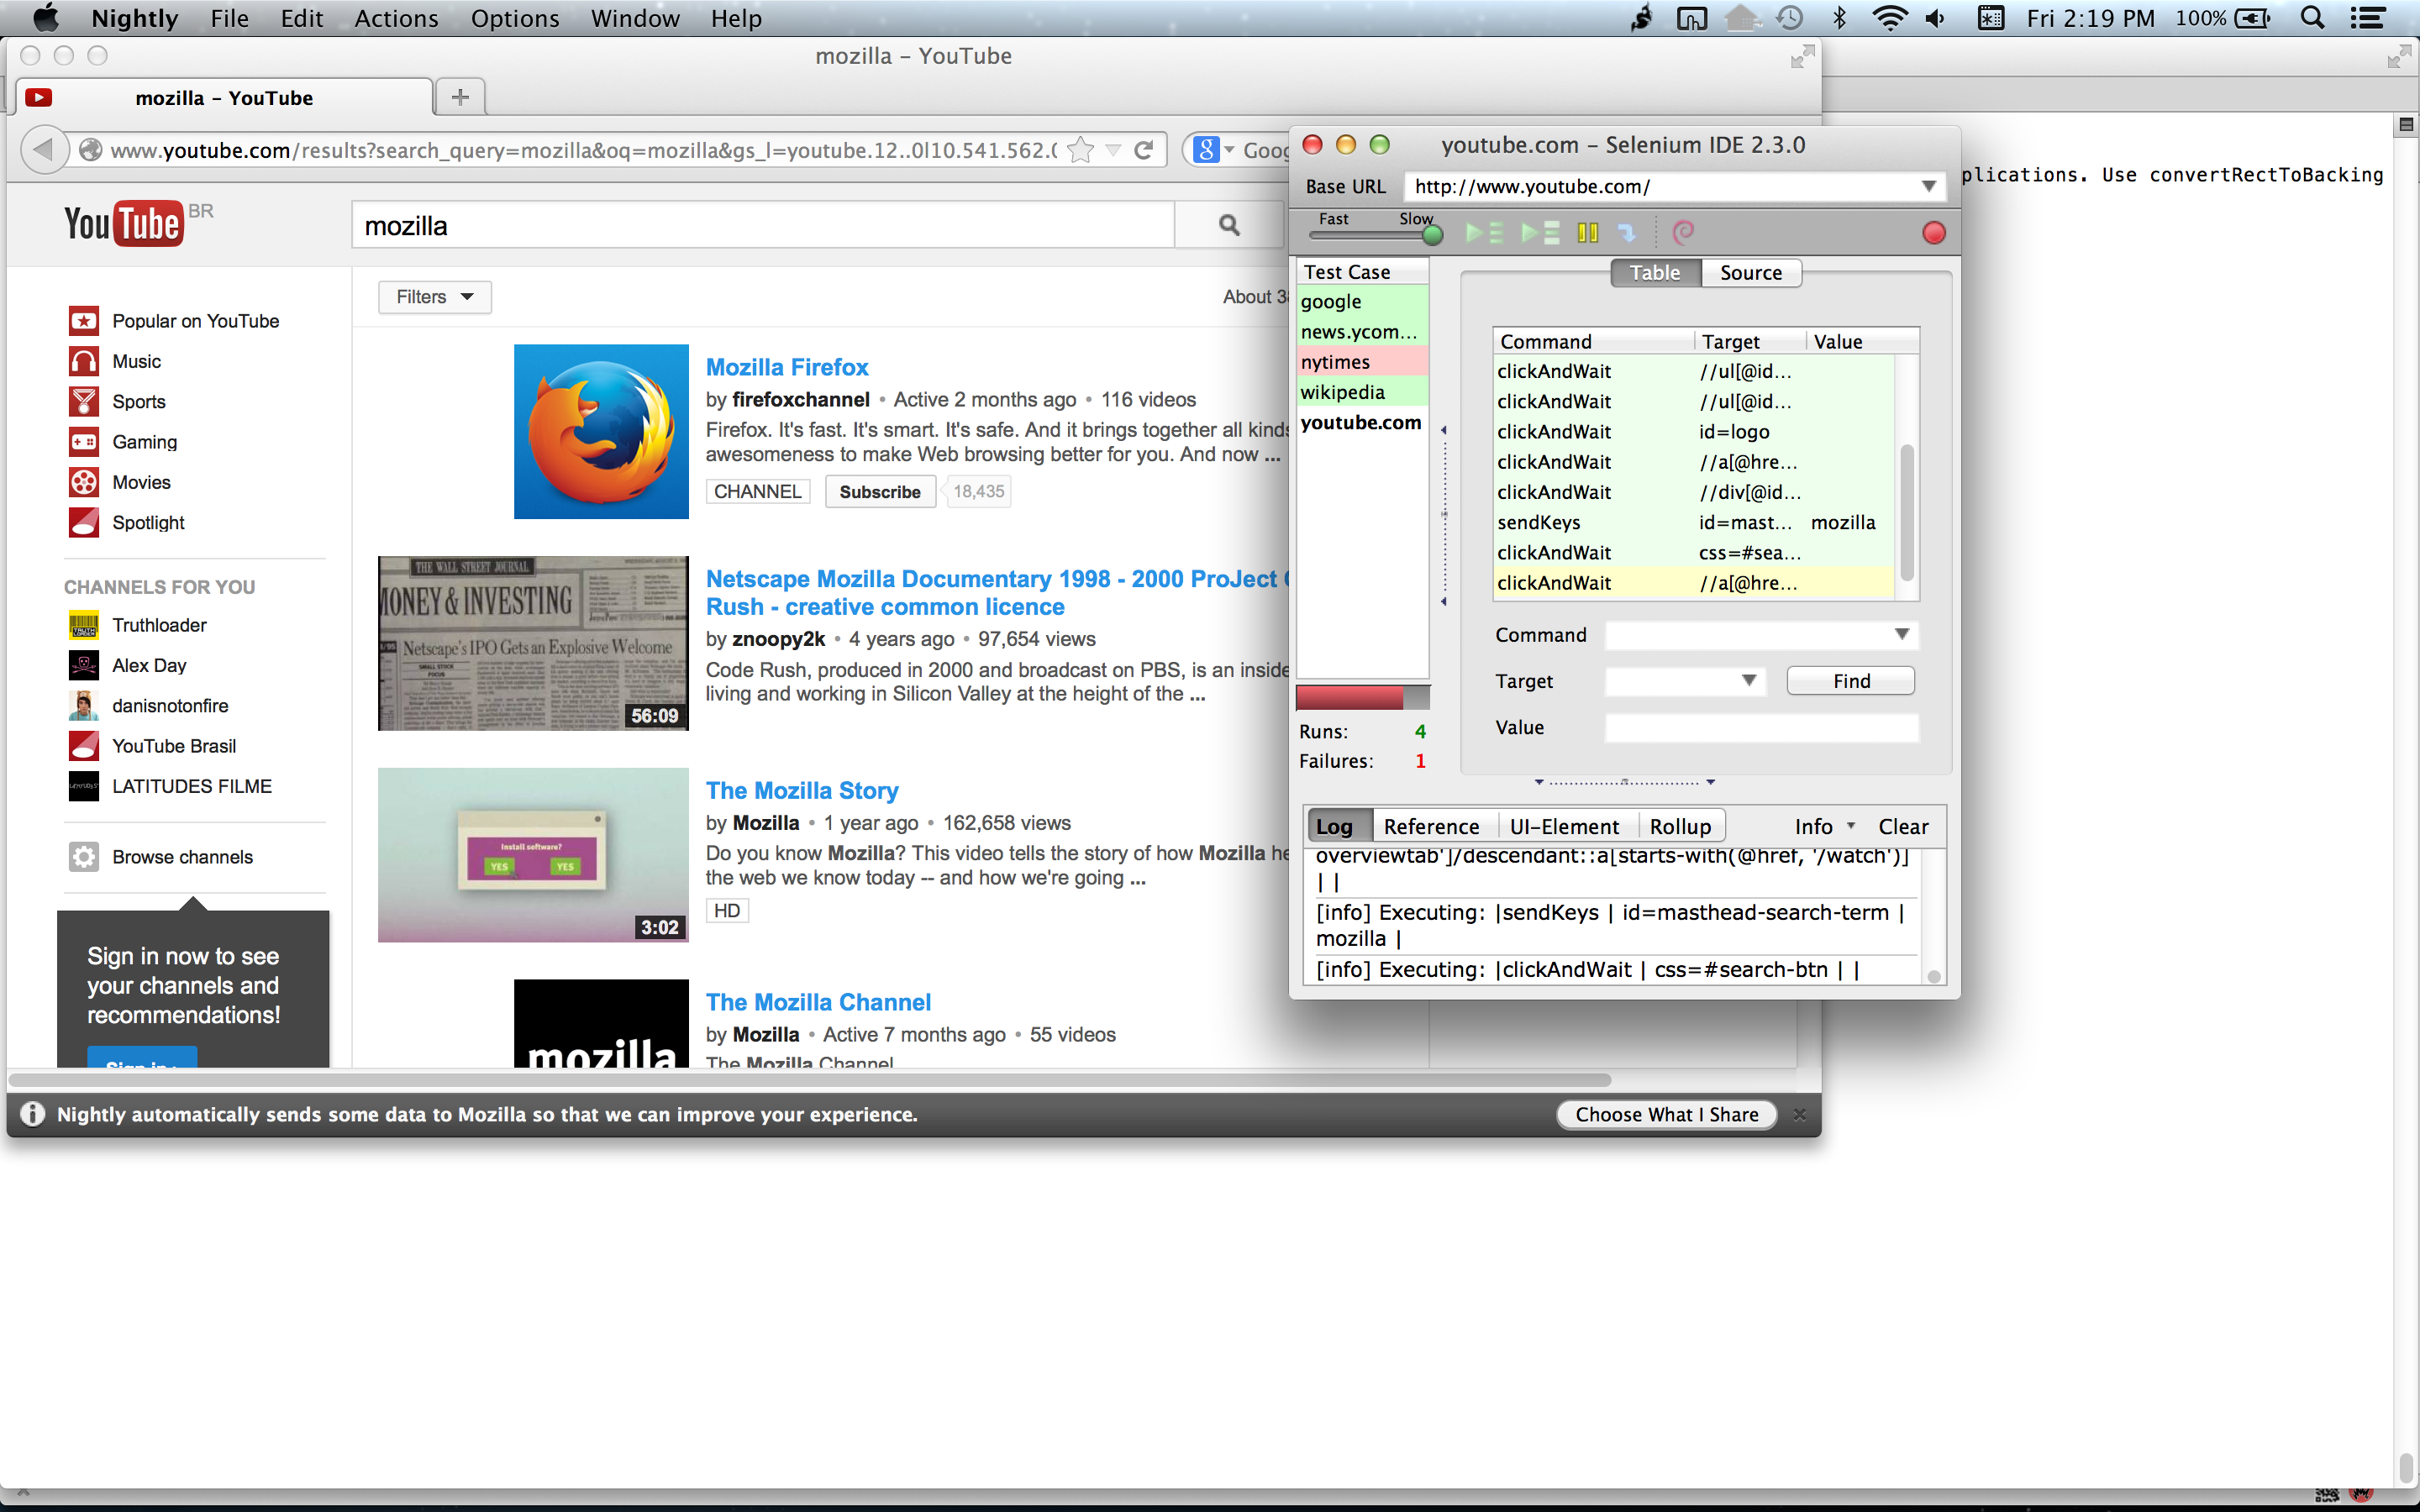 Nightly File Edit Actions Options Window Help
Fri 2:19 PM 100%
mozilla – YouTube
mozilla – YouTube
www.youtube.com/results?search_query=mozilla&oq=mozilla&gs_l=youtube.12..0l10.541.562.
8 Goog
You Tube BR
mozilla
Popular on YouTube
Music
Sports
Gaming
Movies
Spotlight
CHANNELS FOR YOU
Truthloader
Alex Day
danisnotonfire
YouTube Brasil
LATITUDES FILME
Browse channels
Sign in now to see
your channels and
recommendations!
Filters
About
Mozilla Firefox
by firefoxchannel • Active 2 months ago • 116 videos
Firefox. It's fast. It's smart. It's safe. And it brings together all kinds
awesomeness to make Web browsing better for you. And now ...
CHANNEL Subscribe 18,435
THE WALL STREET JOURNAL
MONEY & INVESTING
Netscape's IPO Gets an Explosive Welcome
56:09
Netscape Mozilla Documentary 1998 - 2000 ProJect
Rush - creative common licence
by znoopy2k • 4 years ago • 97,654 views
Code Rush, produced in 2000 and broadcast on PBS, is an inside
living and working in Silicon Valley at the height of the ...
Install software?
YES YES
3:02
The Mozilla Story
by Mozilla • 1 year ago • 162,658 views
Do you know Mozilla? This video tells the story of how Mozilla he
the web we know today -- and how we're going ...
HD
mozilla
The Mozilla Channel
by Mozilla • Active 7 months ago • 55 videos
The Mozilla Channel
Nightly automatically sends some data to Mozilla so that we can improve your experience.
Choose What I Share
youtube.com – Selenium IDE 2.3.0
Base URL http://www.youtube.com/
Fast Slow
Test Case
google
news.ycom...
nytimes
wikipedia
youtube.com
Runs: 4
Failures: 1
Table Source
Command Target Value
clickAndWait //ul[@id...
clickAndWait //ul[@id...
clickAndWait id=logo
clickAndWait //a[@hre...
clickAndWait //div[@id...
sendKeys id=mast... mozilla
clickAndWait css=#sea...
clickAndWait //a[@hre...
Command
Target Find
Value
Log Reference UI-Element Rollup Info Clear
overviewtab']/descendant::a[starts-with(@href, '/watch')]
| |
[info] Executing: |sendKeys | id=masthead-search-term |
mozilla |
[info] Executing: |clickAndWait | css=#search-btn | |
plications. Use convertRectToBacking